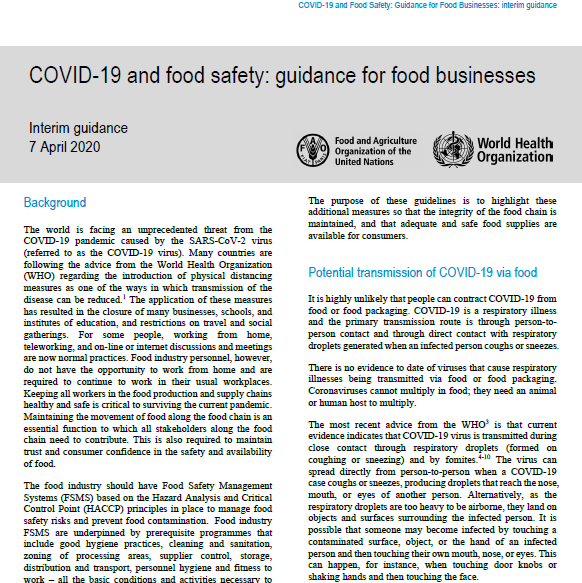 COVID-19 and Food Safety: Guidance for Food Businesses: interim guidance
COVID-19 and food safety: guidance for food businesses
Interim guidance
7 April 2020
FAO
FIAT PANIS
Food and Agriculture
Organization of the
United Nations
World Health
Organization
Background
The world is facing an unprecedented threat from the
COVID-19 pandemic caused by the SARS-CoV-2 virus
(referred to as the COVID-19 virus). Many countries are
following the advice from the World Health Organization
(WHO) regarding the introduction of physical distancing
measures as one of the ways in which transmission of the
disease can be reduced.1 The application of these measures
has resulted in the closure of many businesses, schools, and
institutes of education, and restrictions on travel and social
gatherings. For some people, working from home,
teleworking, and on-line or internet discussions and meetings
are now normal practices. Food industry personnel, however,
do not have the opportunity to work from home and are
required to continue to work in their usual workplaces.
Keeping all workers in the food production and supply chains
healthy and safe is critical to surviving the current pandemic.
Maintaining the movement of food along the food chain is an
essential function to which all stakeholders along the food
chain need to contribute. This is also required to maintain
trust and consumer confidence in the safety and availability
of food.
The food industry should have Food Safety Management
Systems (FSMS) based on the Hazard Analysis and Critical
Control Point (HACCP) principles in place to manage food
safety risks and prevent food contamination. Food industry
FSMS are underpinned by prerequisite programmes that
include good hygiene practices, cleaning and sanitation,
zoning of processing areas, supplier control, storage,
distribution and transport, personnel hygiene and fitness to
work – all the basic conditions and activities necessary to
The purpose of these guidelines is to highlight these
additional measures so that the integrity of the food chain is
maintained, and that adequate and safe food supplies are
available for consumers.
Potential transmission of COVID-19 via food
It is highly unlikely that people can contract COVID-19 from
food or food packaging. COVID-19 is a respiratory illness
and the primary transmission route is through person-to-
person contact and through direct contact with respiratory
droplets generated when an infected person coughs or sneezes.
There is no evidence to date of viruses that cause respiratory
illnesses being transmitted via food or food packaging.
Coronaviruses cannot multiply in food; they need an animal
or human host to multiply.
The most recent advice from the WHO3 is that current
evidence indicates that COVID-19 virus is transmitted during
close contact through respiratory droplets (formed on
coughing or sneezing) and by fomites.4-10 The virus can
spread directly from person-to-person when a COVID-19
case coughs or sneezes, producing droplets that reach the nose,
mouth, or eyes of another person. Alternatively, as the
respiratory droplets are too heavy to be airborne, they land on
objects and surfaces surrounding the infected person. It is
possible that someone may become infected by touching a
contaminated surface, object, or the hand of an infected
person and then touching their own mouth, nose, or eyes. This
can happen, for instance, when touching door knobs or
shaking hands and then touching the face.